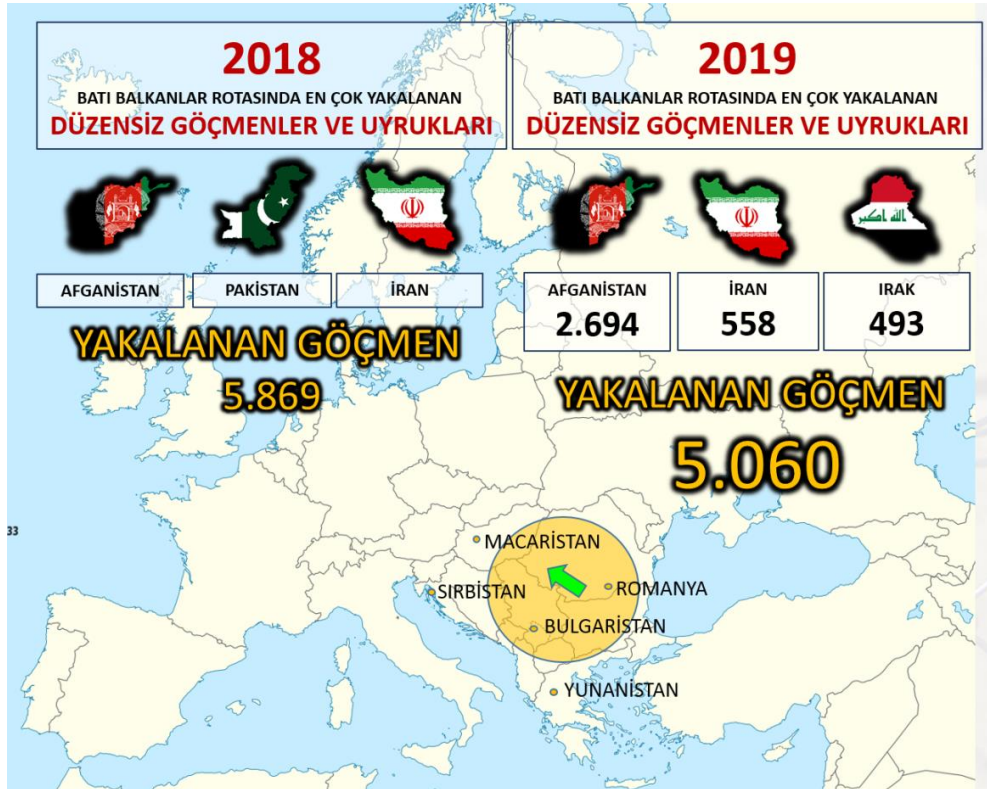 2018
BATI BALKANLAR ROTASINDA EN ÇOK YAKALANAN
DÜZENSİZ GÖÇMENLER VE UYRUKLARI
AFGANİSTAN
PAKİSTAN
İRAN
YAKALANAN GÖÇMEN
5.869
2019
BATI BALKANLAR ROTASINDA EN ÇOK YAKALANAN
DÜZENSİZ GÖÇMENLER VE UYRUKLARI
الله اكبر
AFGANİSTAN
2.694
İRAN
558
IRAK
493
YAKALANAN GÖÇMEN
5.060
33
MACARİSTAN
SIRBİSTAN
ROMANYA
BULGARİSTAN
YUNANİSTAN